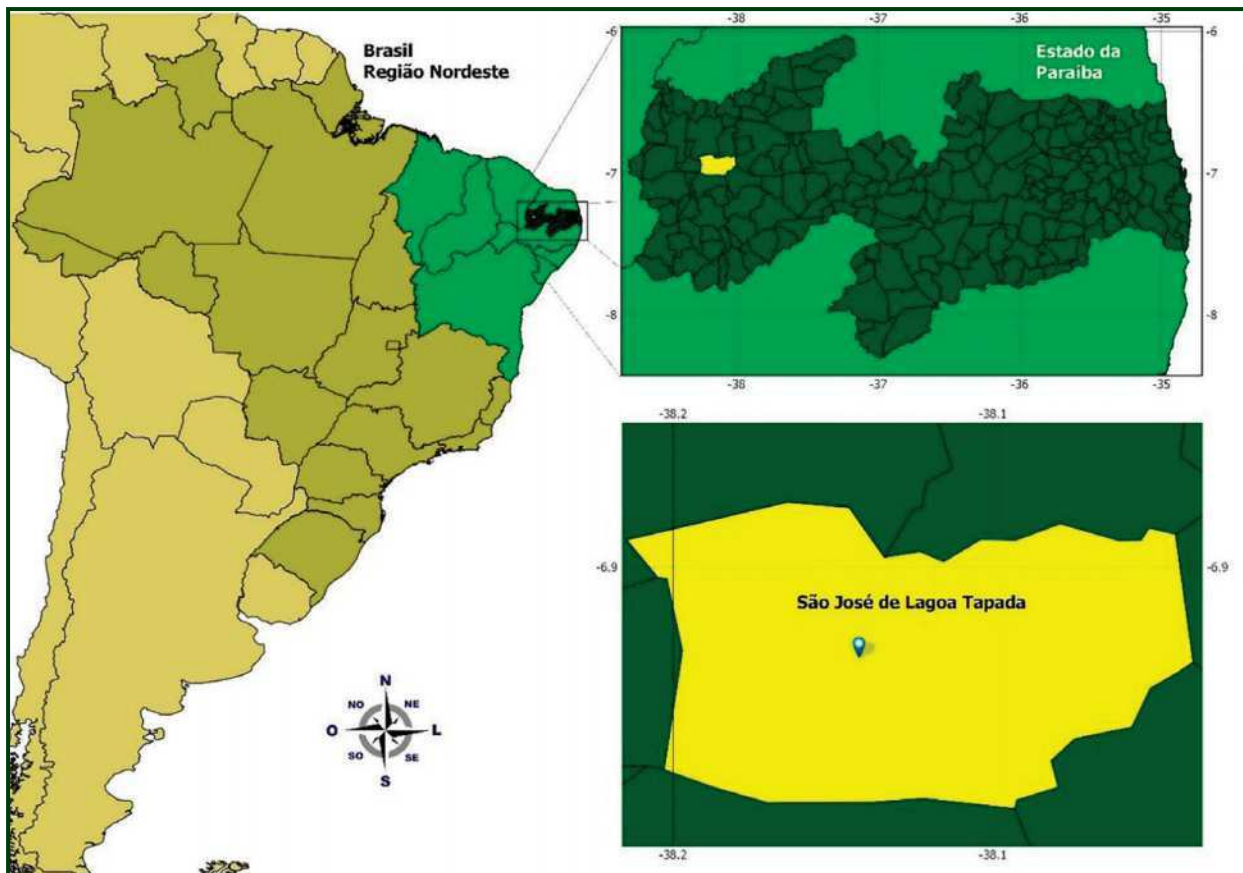 Brasil
Região Nordeste
-38
-37
-36
-35
-6
-6
Estado da
Paraíba
-7
-7
-8
-8
-38
-37
-36
-35
-38.2
-38.1
-6.9
-6.9
São José de Lagoa Tapada
-38.2
-38.1
N
NO
NE
O
L
SO
SE
S